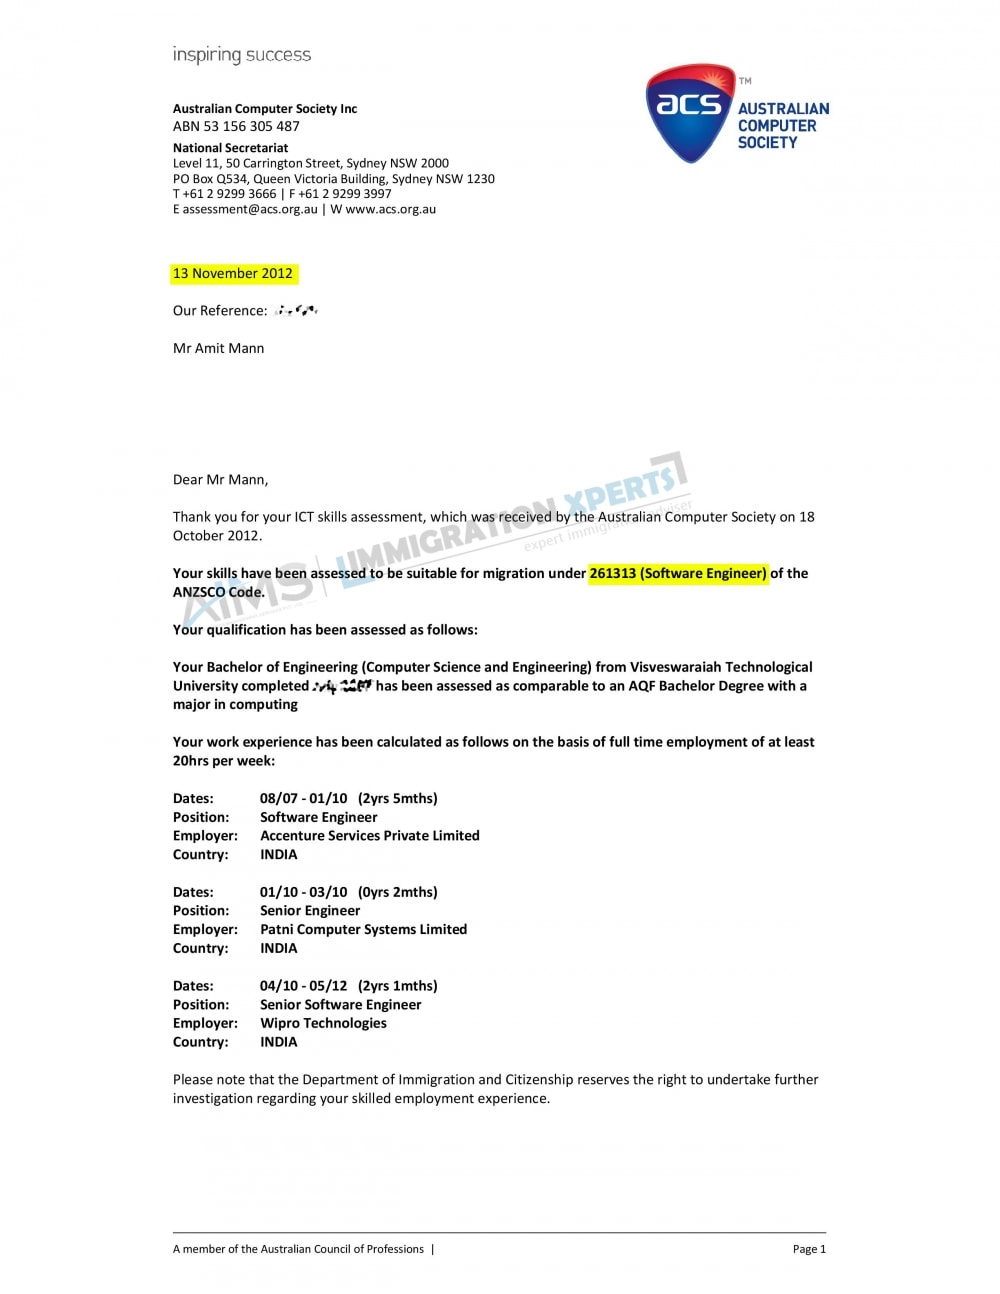 inspiring success
Australian Computer Society Inc
ABN 53 156 305 487
National Secretariat
Level 11, 50 Carrington Street, Sydney NSW 2000
PO Box Q534, Queen Victoria Building, Sydney NSW 1230
T +61 2 9299 3666 | F +61 2 9299 3997
E assessment@acs.org.au | W www.acs.org.au
acs TM
AUSTRALIAN
COMPUTER
SOCIETY
13 November 2012
Our Reference:
Mr Amit Mann
Dear Mr Mann,
Thank you for your ICT skills assessment, which was received by the Australian Computer Society on 18
October 2012.
Your skills have been assessed to be suitable for migration under 261313 (Software Engineer) of the
ANZSCO Code.
AIMS IMMIGRATION XPERTS
expert immigration adviser
Your qualification has been assessed as follows:
Your Bachelor of Engineering (Computer Science and Engineering) from Visveswaraiah Technological
University completed has been assessed as comparable to an AQF Bachelor Degree with a
major in computing
Your work experience has been calculated as follows on the basis of full time employment of at least
20hrs per week:
Dates: 08/07 - 01/10 (2yrs 5mths)
Position: Software Engineer
Employer: Accenture Services Private Limited
Country: INDIA
Dates: 01/10 - 03/10 (0yrs 2mths)
Position: Senior Engineer
Employer: Patni Computer Systems Limited
Country: INDIA
Dates: 04/10 - 05/12 (2yrs 1mths)
Position: Senior Software Engineer
Employer: Wipro Technologies
Country: INDIA
Please note that the Department of Immigration and Citizenship reserves the right to undertake further
investigation regarding your skilled employment experience.
A member of the Australian Council of Professions |
Page 1